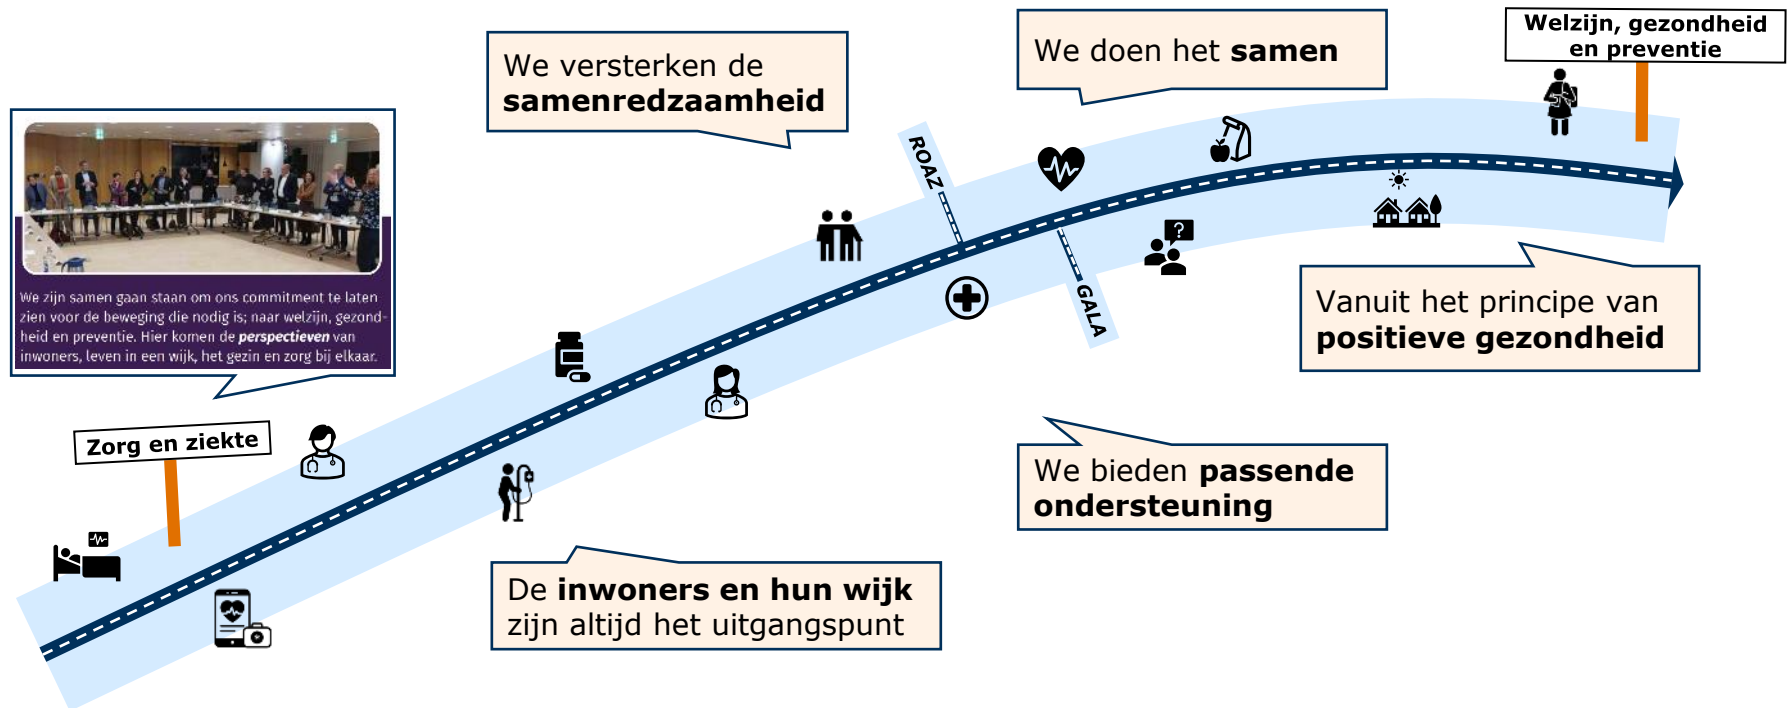 We versterken de
samenredzaamheid
We doen het samen
Welzijn, gezondheid
en preventie
ROAZ
GALA
?
We zijn samen gaan staan om ons commitment te laten
zien voor de beweging die nodig is; naar welzijn, gezond-
heid en preventie. Hier komen de perspectieven van
inwoners, leven in een wijk, het gezin en zorg bij elkaar.
Vanuit het principe van
positieve gezondheid
Zorg en ziekte
We bieden passende
ondersteuning
De inwoners en hun wijk
zijn altijd het uitgangspunt